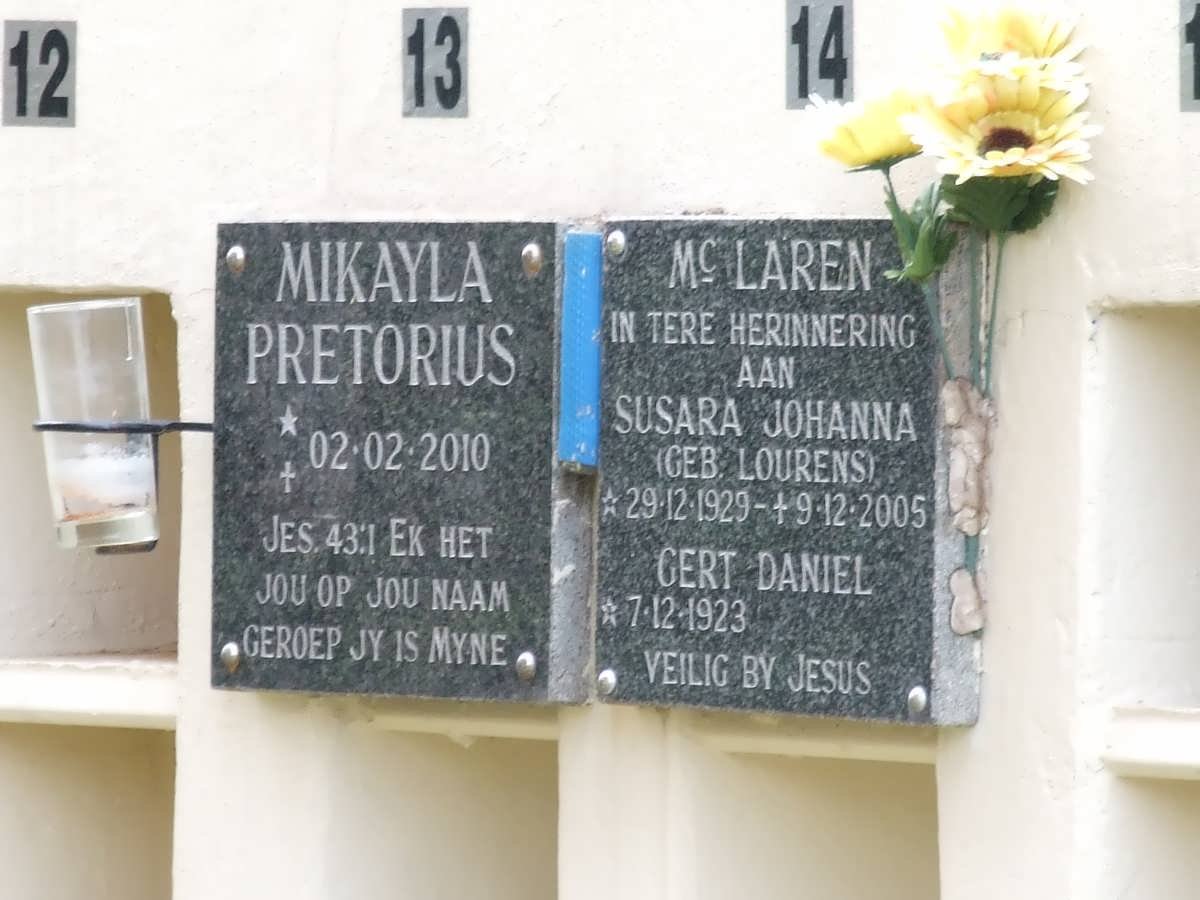 12
13
14
MIKAYLA
PRETORIUS
★
02·02·2010
✝
JES. 43:1 EK HET
JOU OP JOU NAAM
GEROEP JY IS MYNE
Mc LAREN
IN TERE HERINNERING
AAN
SUSARA JOHANNA
(GEB. LOURENS)
☆ 29·12·1929 - ✝ 9·12·2005
GERT DANIEL
☆ 7·12·1923
VEILIG BY JESUS